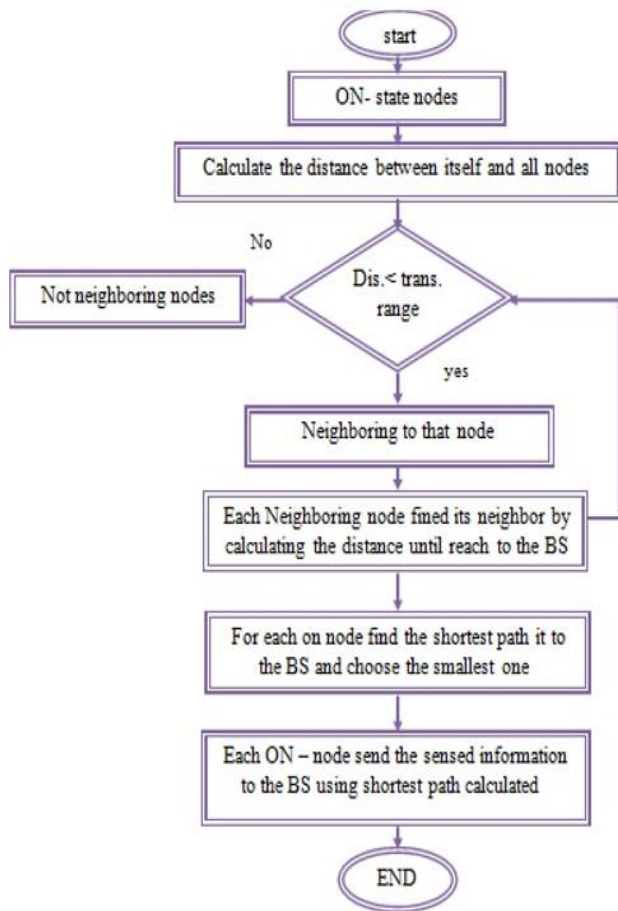 start
ON- state nodes
Calculate the distance between itself and all nodes
No
Dis.< trans.
range
Not neighboring nodes
yes
Neighboring to that node
Each Neighboring node fined its neighbor by
calculating the distance until reach to the BS
For each on node find the shortest path it to
the BS and choose the smallest one
Each ON – node send the sensed information
to the BS using shortest path calculated
END